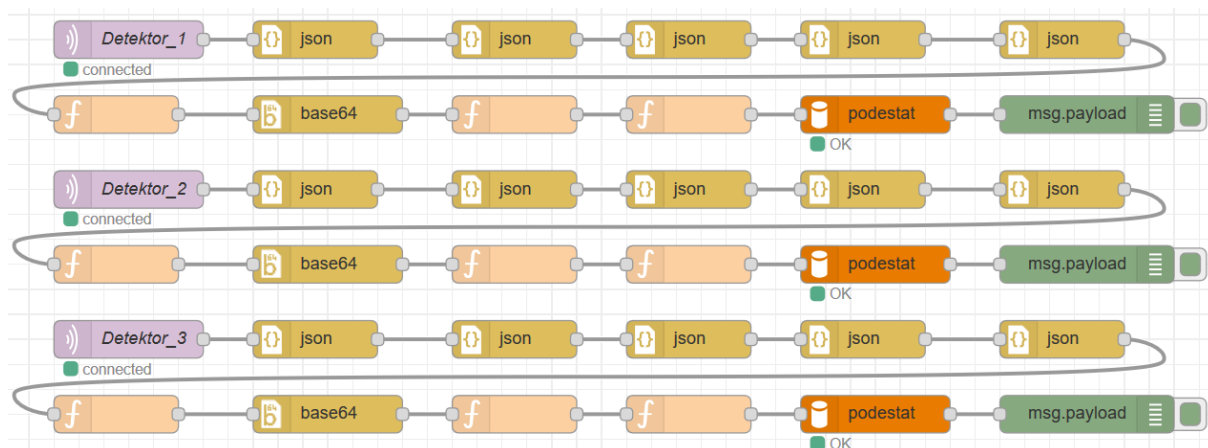 Detektor_1 json json json json json
connected
base64 podestat msg.payload
OK
Detektor_2 json json json json json
connected
base64 podestat msg.payload
OK
Detektor_3 json json json json json
connected
base64 podestat msg.payload
OK